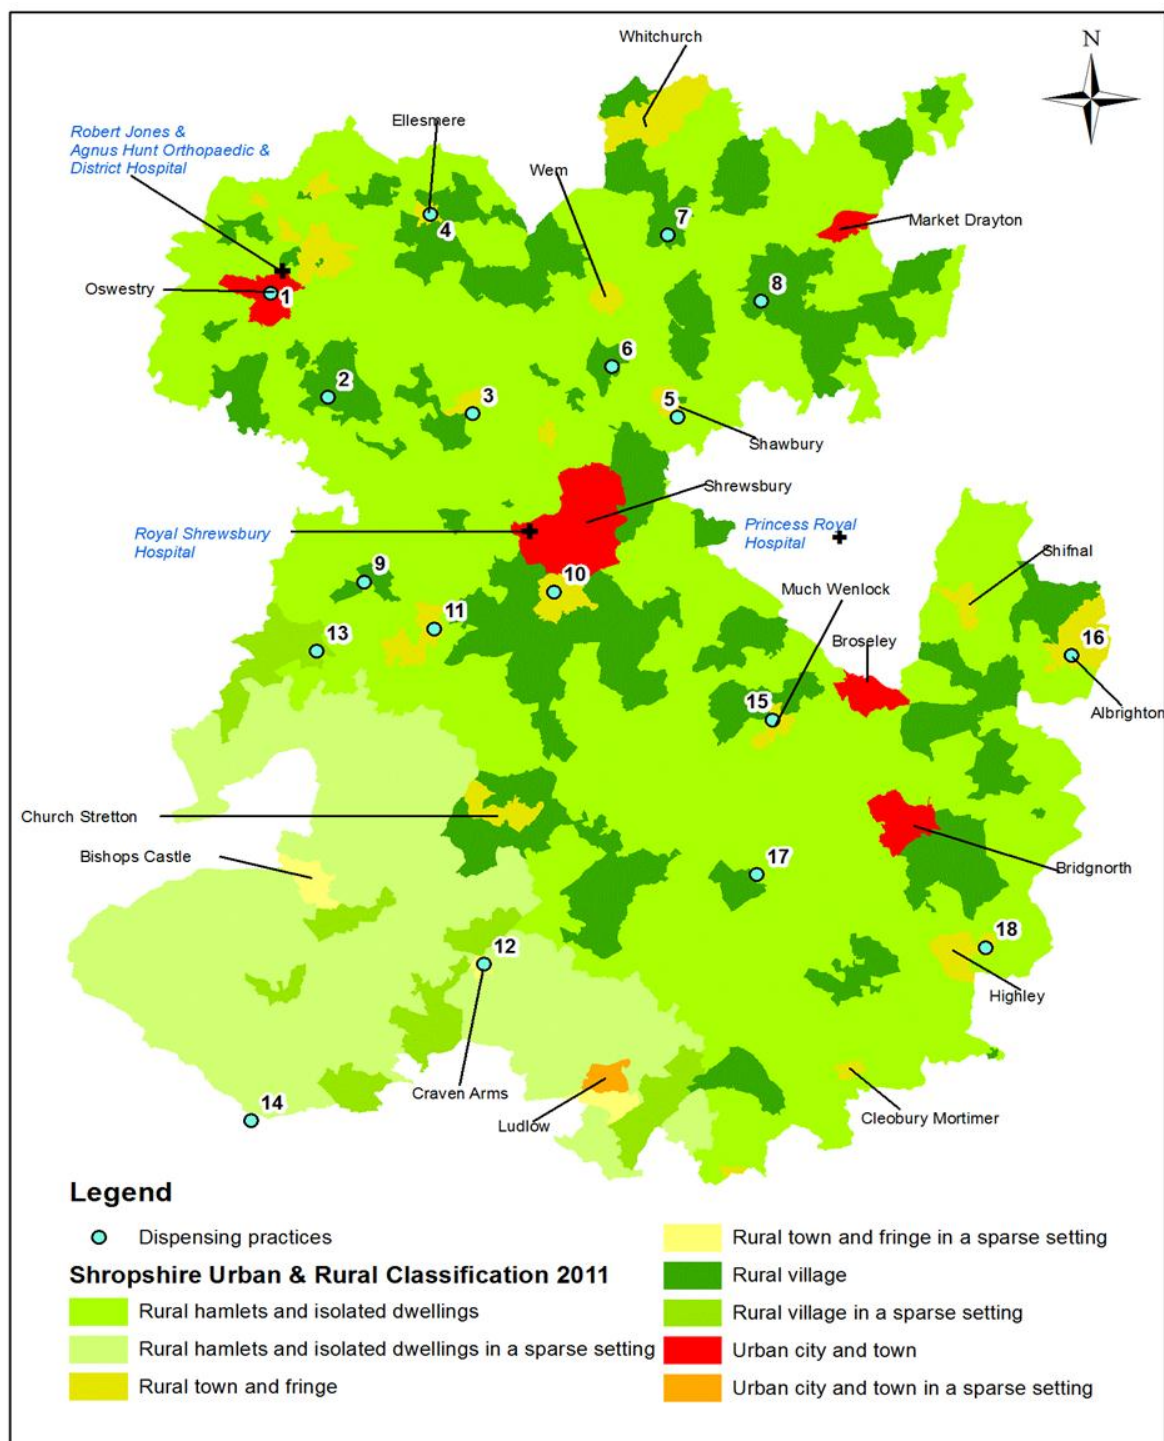 N
Whitchurch
Ellesmere
Robert Jones &
Agnus Hunt Orthopaedic &
District Hospital
Wem
4
7
Market Drayton
Oswestry
1
8
6
2
3
5
Shawbury
Shrewsbury
Royal Shrewsbury
Hospital
Princess Royal
Hospital
Shifnal
9
10
Much Wenlock
11
13
Broseley
16
15
Albrighton
Church Stretton
Bishops Castle
17
Bridgnorth
12
18
Highley
Craven Arms
14
Ludlow
Cleobury Mortimer
Legend
Dispensing practices
Shropshire Urban & Rural Classification 2011
Rural hamlets and isolated dwellings
Rural hamlets and isolated dwellings in a sparse setting
Rural town and fringe
Rural town and fringe in a sparse setting
Rural village
Rural village in a sparse setting
Urban city and town
Urban city and town in a sparse setting